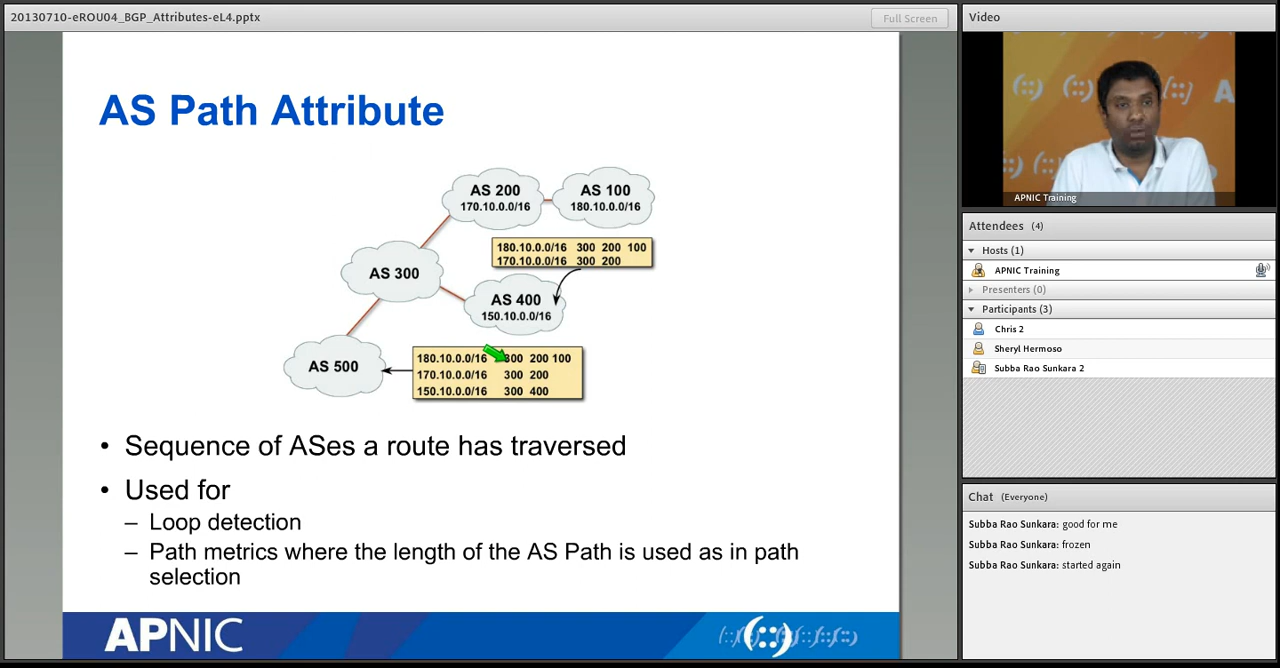 20130710-eROU04_BGP_Attributes-eL4.pptx
Full Screen
AS Path Attribute
AS 200
170.10.0.0/16
AS 100
180.10.0.0/16
180.10.0.0/16 300 200 100
170.10.0.0/16 300 200
AS 300
AS 400
150.10.0.0/16
AS 500
180.10.0.0/16 300 200 100
170.10.0.0/16 300 200
150.10.0.0/16 300 400
• Sequence of ASes a route has traversed
• Used for
– Loop detection
– Path metrics where the length of the AS Path is used as in path
selection
APNIC
Video
A
APNIC Training
Attendees (4)
Hosts (1)
APNIC Training
Presenters (0)
Participants (3)
Chris 2
Sheryl Hermoso
Subba Rao Sunkara 2
Chat (Everyone)
Subba Rao Sunkara: good for me
Subba Rao Sunkara: frozen
Subba Rao Sunkara: started again